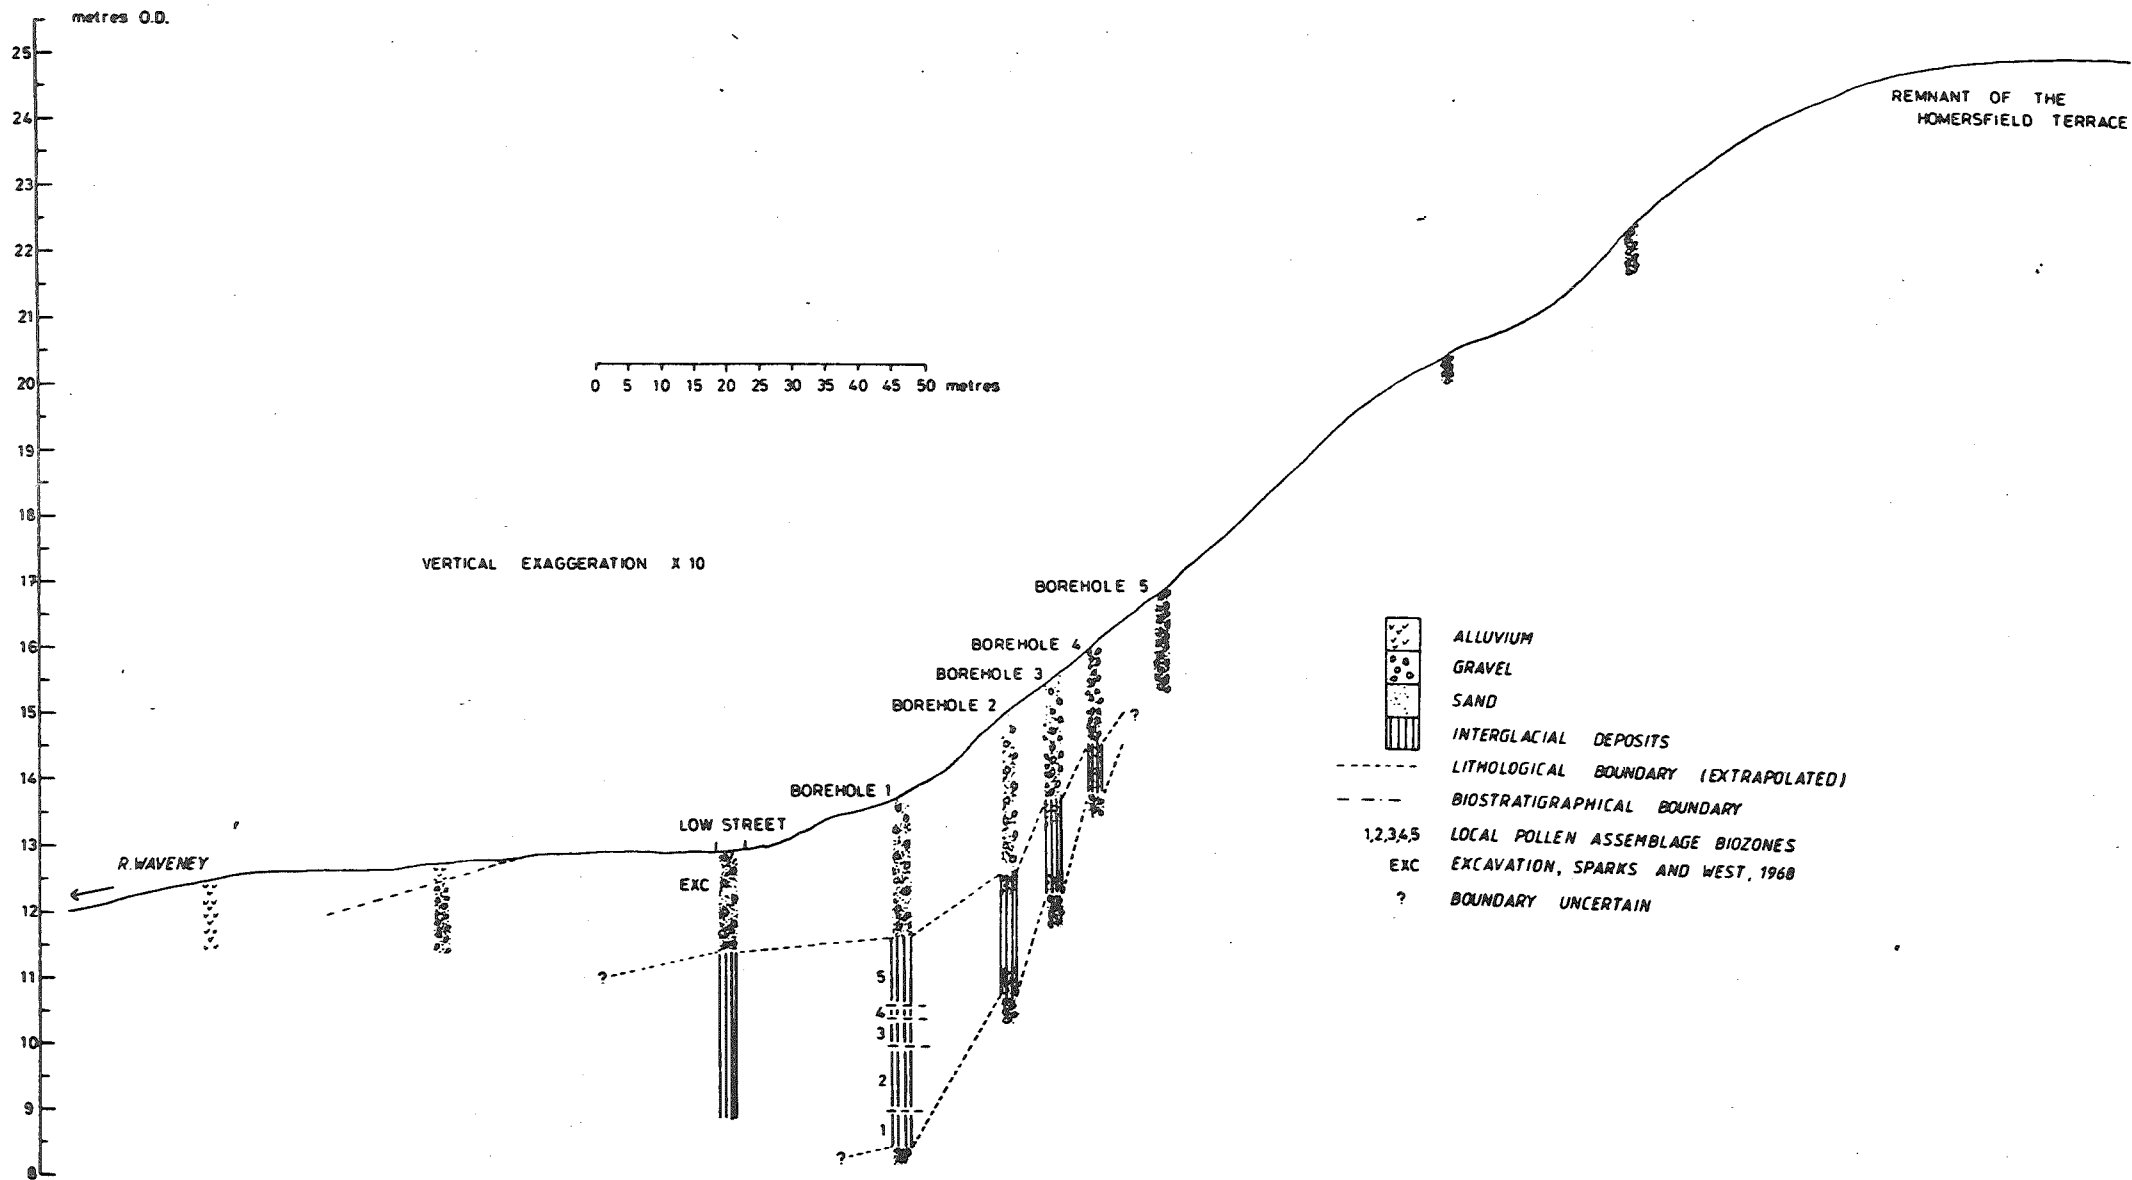 metres O.D.
25
24
23
22
21
20
19
18
17
16
15
14
13
12
11
10
9
8
REMNANT OF THE
HOMERSFIELD TERRACE
0 5 10 15 20 25 30 35 40 45 50 metres
VERTICAL EXAGGERATION X 10
BOREHOLE 5
BOREHOLE 4
BOREHOLE 3
BOREHOLE 2
BOREHOLE 1
LOW STREET
R.WAVENEY
EXC
?
?
?
5
4
3
2
1
ALLUVIUM
GRAVEL
SAND
INTERGLACIAL DEPOSITS
LITHOLOGICAL BOUNDARY (EXTRAPOLATED)
BIOSTRATIGRAPHICAL BOUNDARY
1,2,3,4,5 LOCAL POLLEN ASSEMBLAGE BIOZONES
EXC EXCAVATION, SPARKS AND WEST, 1968
? BOUNDARY UNCERTAIN